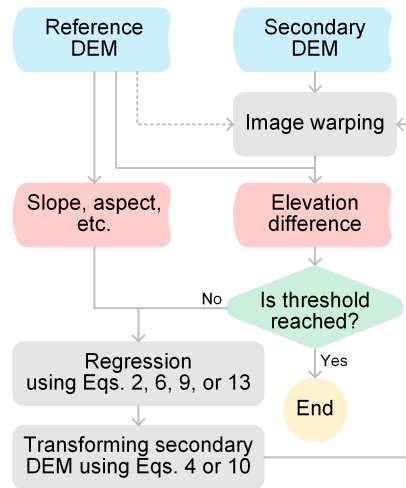 Reference
DEM
Secondary
DEM
Image warping
Slope, aspect,
etc.
Elevation
difference
No
Is threshold
reached?
Yes
Regression
using Eqs. 2, 6, 9, or 13
End
Transforming secondary
DEM using Eqs. 4 or 10